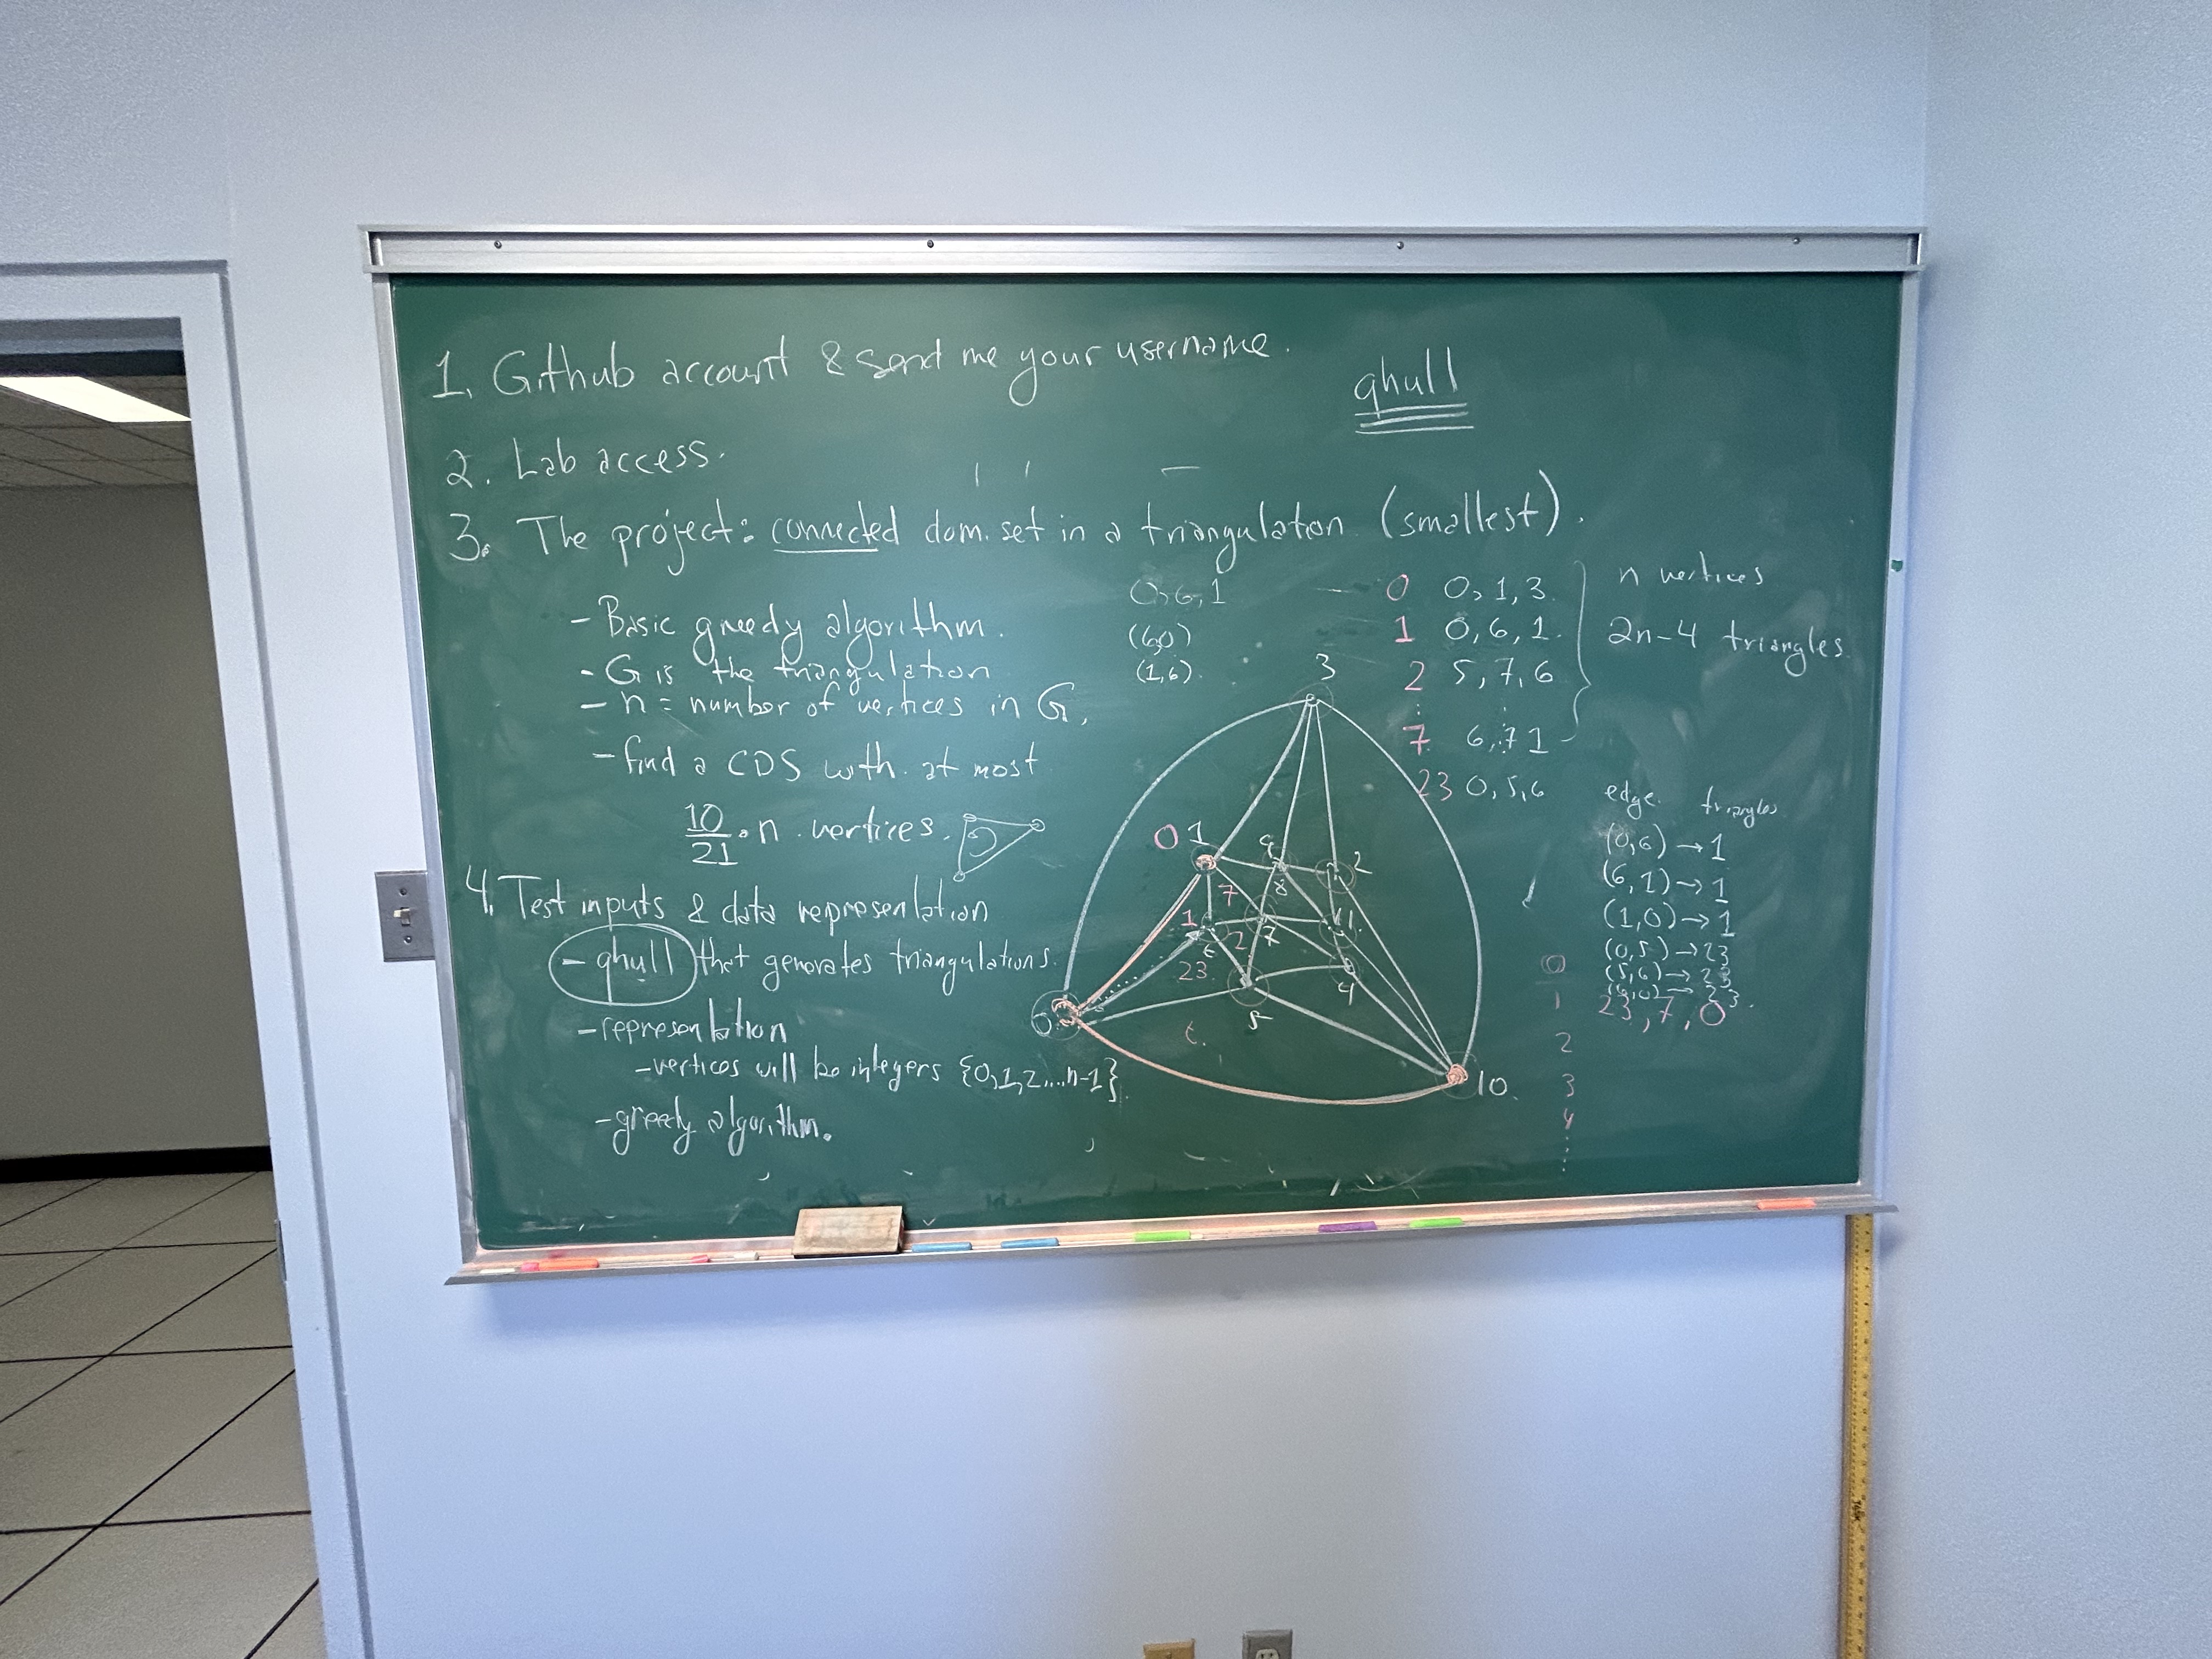 1. Github account & send me your username.
qhull
2. Lab access.
3. The project: connected dom. set in a triangulation (smallest).
- Basic greedy algorithm.
- G is the triangulation
- n = number of vertices in G,
- find a CDS with at most
10/21 · n vertices.
4. Test inputs & data representation
- qhull that generates triangulations.
- representation
- vertices will be integers {0,1,2,...n-1}.
- greedy algorithm.
0,6,1
(6,0)
(1,6).
0 0,1,3.
1 0,6,1.
2 5,7,6
⋮
7 6,7,1
23 0,5,6
n vertices
2n-4 triangles.
edge. triangles
(0,6) → 1
(6,1) → 1
(1,0) → 1
(0,5) → 23
(5,6) → 23
(6,0) → 23.
23, 7, 0
0
1
2
3
4
⋮
3
0 1
2
7
8
1
2
7
23
4
5
t.
0
10.